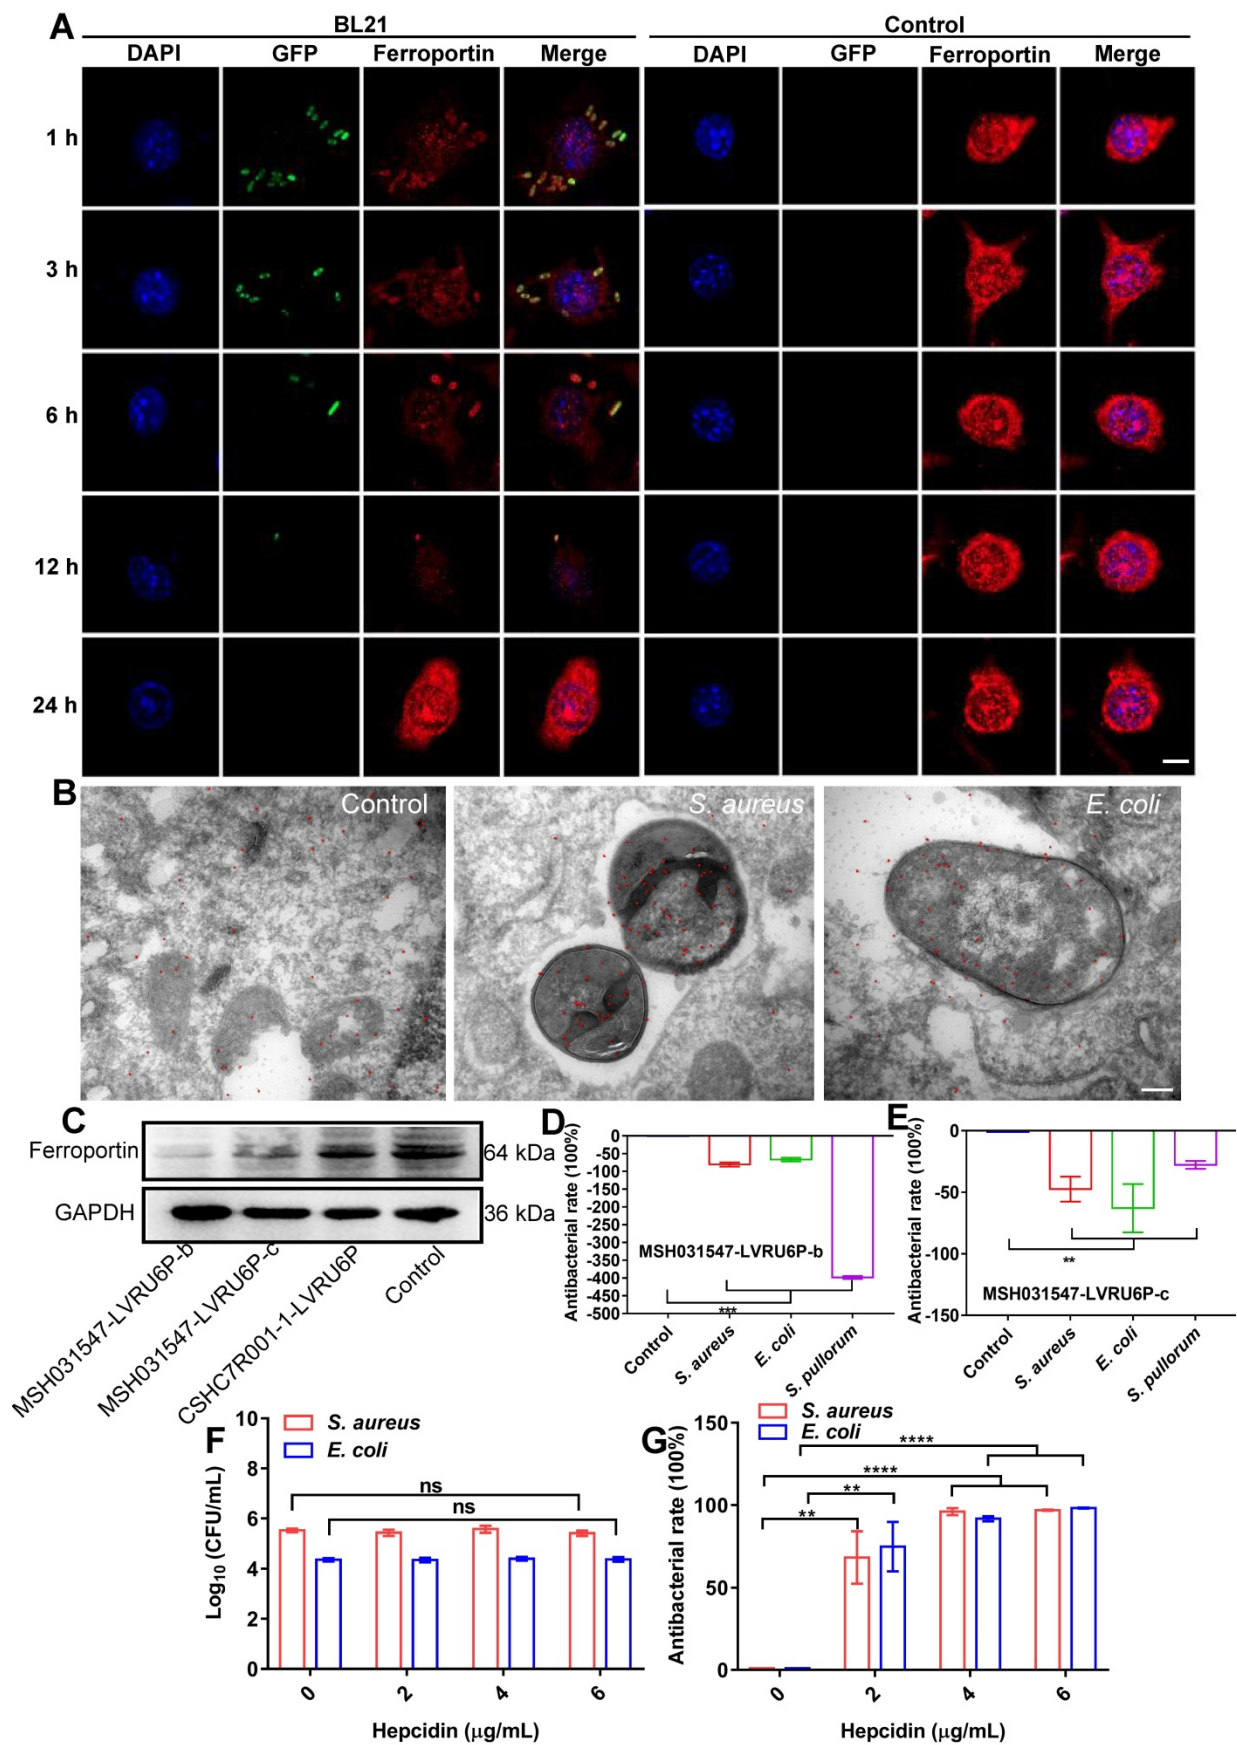 A
BL21
Control
DAPI GFP Ferroportin Merge DAPI GFP Ferroportin Merge
1 h
3 h
6 h
12 h
24 h
B
Control
S. aureus
E. coli
C
Ferroportin
64 kDa
GAPDH
36 kDa
MSH031547-LVRU6P-b
MSH031547-LVRU6P-c
CSHC7R001-1-LVRU6P
Control
D
Antibacterial rate (100%)
0
-50
-100
-150
-200
-250
-300
-350
-400
-450
-500
MSH031547-LVRU6P-b
***
Control
S. aureus
E. coli
S. pullorum
E
Antibacterial rate (100%)
0
-50
-100
-150
**
MSH031547-LVRU6P-c
Control
S. aureus
E. coli
S. pullorum
F
S. aureus
E. coli
Log10 (CFU/mL)
10
8
6
4
2
0
ns
ns
0 2 4 6
Hepcidin (μg/mL)
G
S. aureus
E. coli
Antibacterial rate (100%)
150
100
50
0
****
****
**
**
0 2 4 6
Hepcidin (μg/mL)